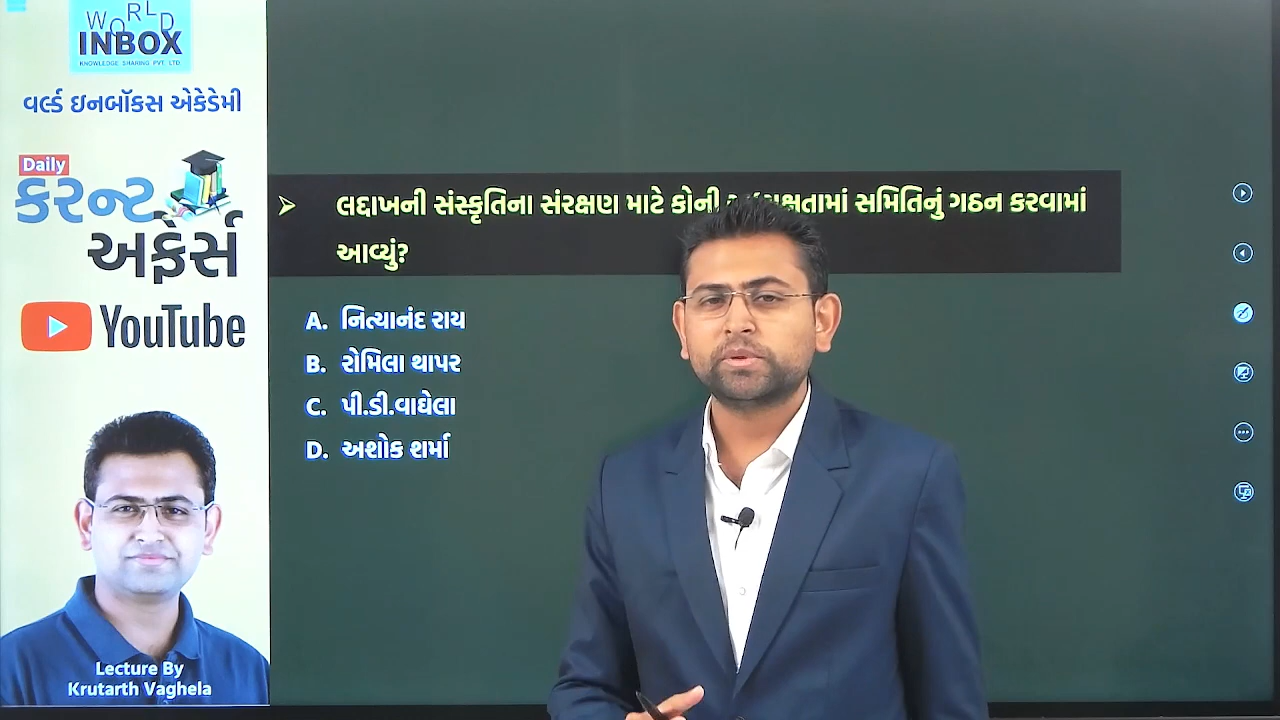 WORLD
INBOX
KNOWLEDGE SHARING PVT. LTD
વર્લ્ડ ઇનબૉક્સ એકેડેમી
Daily
કરન્ટ
અફેર્સ
YouTube
Lecture By
Krutarth Vaghela
➢ લદ્દાખની સંસ્કૃતિના સંરક્ષણ માટે કોની સમિતિનું ગઠન કરવામાં
આવ્યું?
A. નિત્યાનંદ રાય
B. રોમિલા થાપર
C. પી.ડી.વાઘેલા
D. અશોક શર્મા